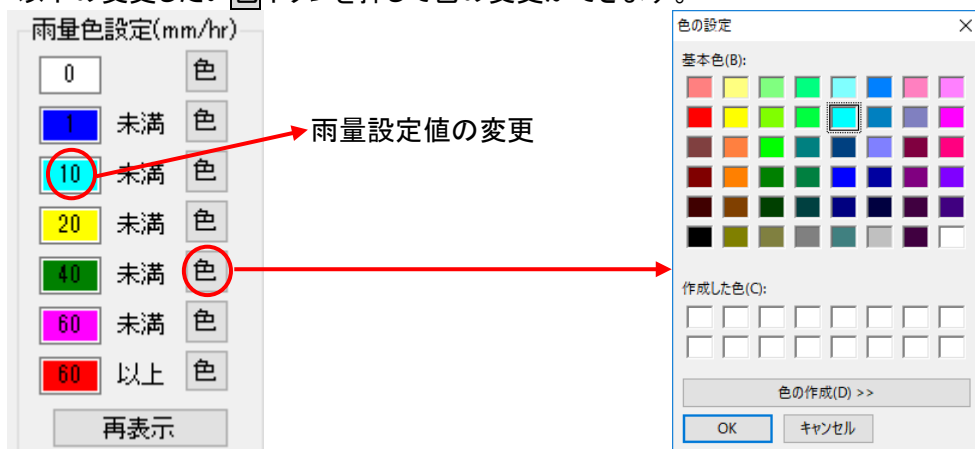 色
雨量色設定(mm/hr)
0 色
1 未満 色
10 未満 色
20 未満 色
40 未満 色
60 未満 色
60 以上 色
再表示
雨量設定値の変更
色の設定
基本色(B):
作成した色(C):
色の作成(D) >>
OK キャンセル